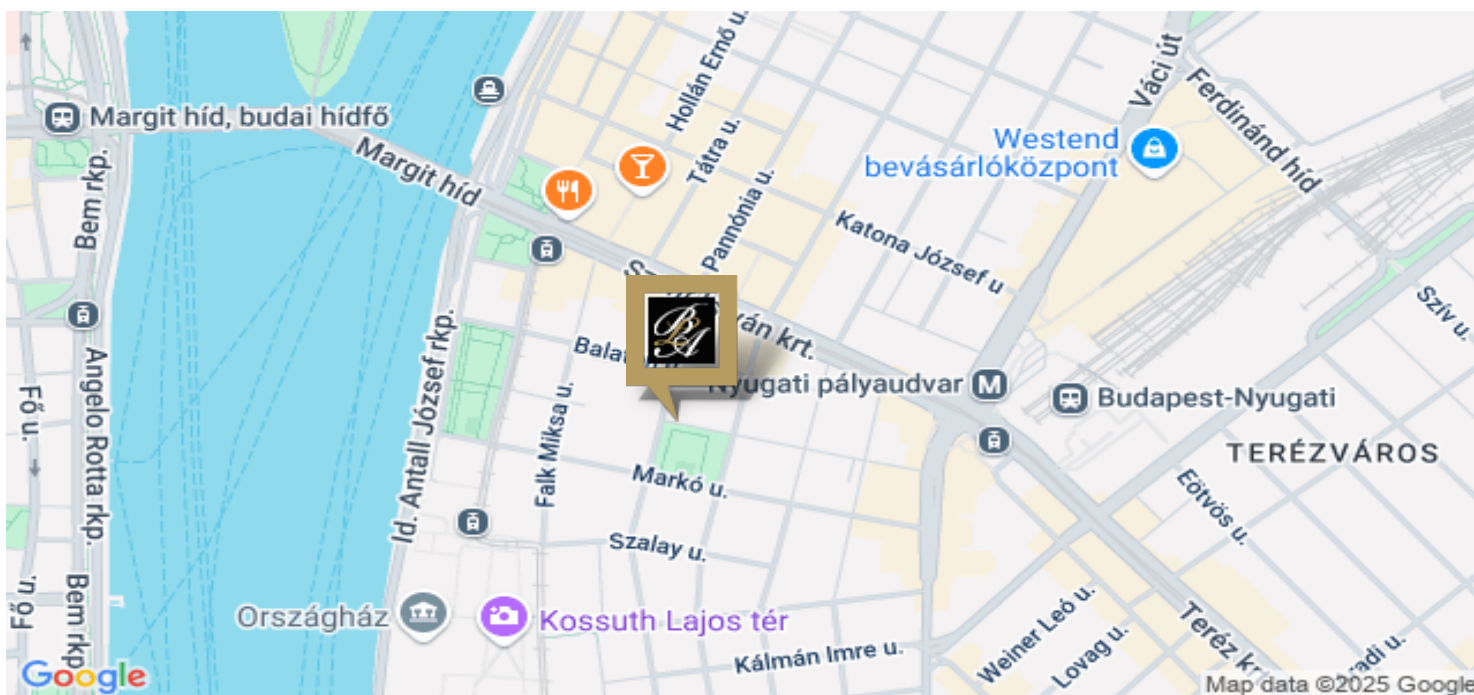 Hollán Ernő u.
Váci út
Ferdinánd híd
Margit híd, budai hídfő
Margit híd
Tátra u.
Westend
bevásárlóközpont
Bem rkp.
Pannónia u.
Katona József u
Szív u.
Angelo Rotta rkp.
Fő u.
Id. Antall József rkp.
Falk Miksa u.
krt.
Nyugati pályaudvar
M
Budapest-Nyugati
TERÉZVÁROS
Markó u.
Eötvös u.
Szalay u.
Fő u.
Bem rkp.
Országház
Kossuth Lajos tér
Kálmán Imre u.
Weiner Leó u.
Lovag u.
Teréz
Google
Map data ©2025 Google